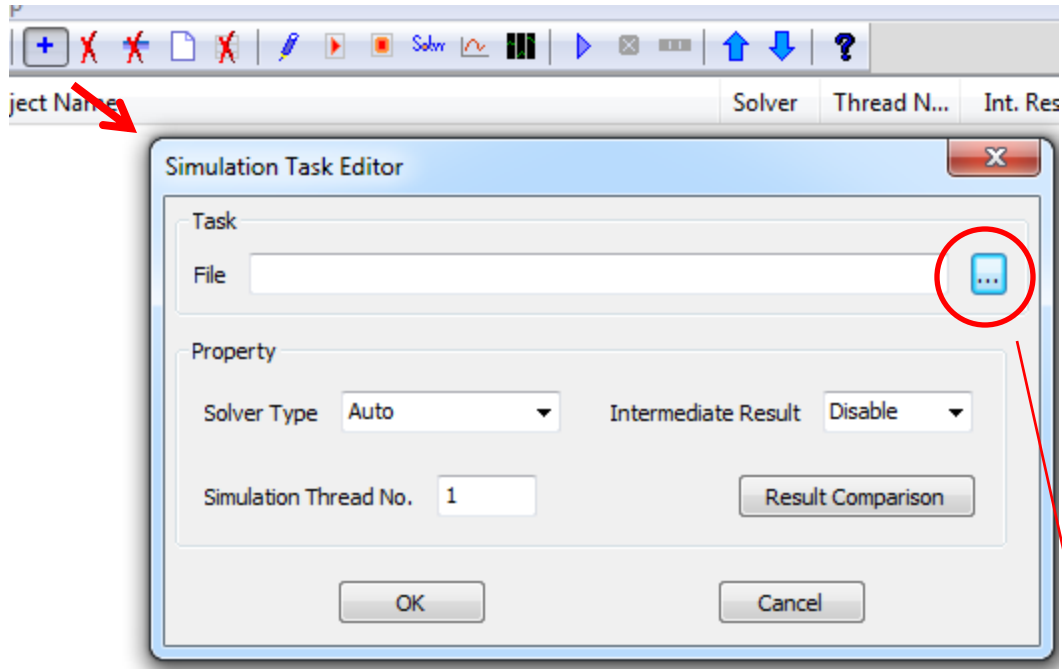 Solvr
ject Name Solver Thread N... Int. Res
Simulation Task Editor
Task
File ...
Property
Solver Type Auto Intermediate Result Disable
Simulation Thread No. 1 Result Comparison
OK Cancel